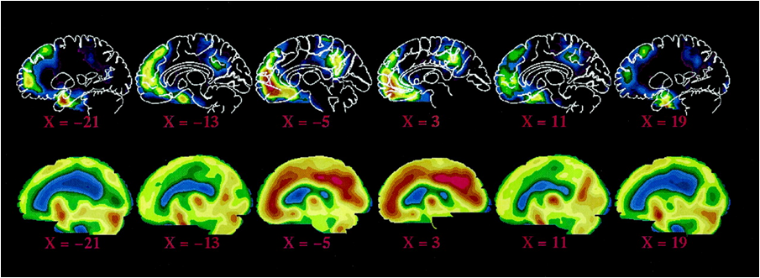 X = -21 X = -13 X = -5 X = 3 X = 11 X = 19
X = -21 X = -13 X = -5 X = 3 X = 11 X = 19